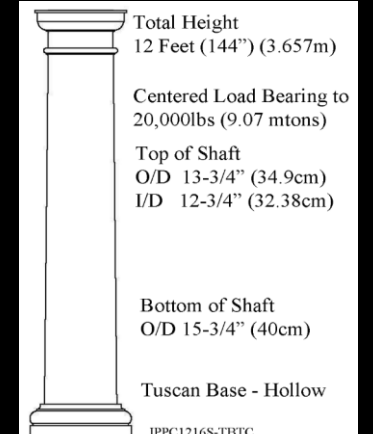 Total Height
12 Feet (144”) (3.657m)
Centered Load Bearing to
20,000lbs (9.07 mtons)
Top of Shaft
O/D 13-3/4” (34.9cm)
I/D 12-3/4” (32.38cm)
Bottom of Shaft
O/D 15-3/4” (40cm)
Tuscan Base - Hollow
JPPC1216S-TBTC